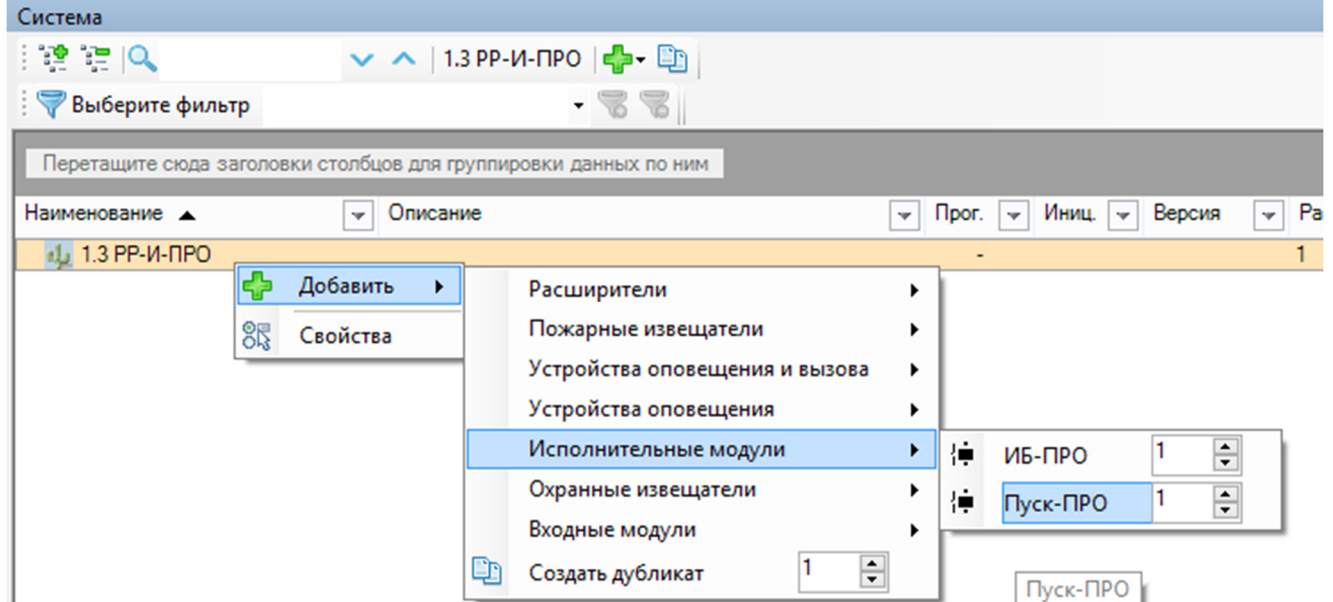 Система
1.3 РР-И-ПРО
Выберите фильтр
Перетащите сюда заголовки столбцов для группировки данных по ним
Наименование Описание Прог. Иниц. Версия Ра
1.3 РР-И-ПРО - 1
Добавить
Свойства
Расширители
Пожарные извещатели
Устройства оповещения и вызова
Устройства оповещения
Исполнительные модули
Охранные извещатели
Входные модули
Создать дубликат 1
ИБ-ПРО 1
Пуск-ПРО 1
Пуск-ПРО